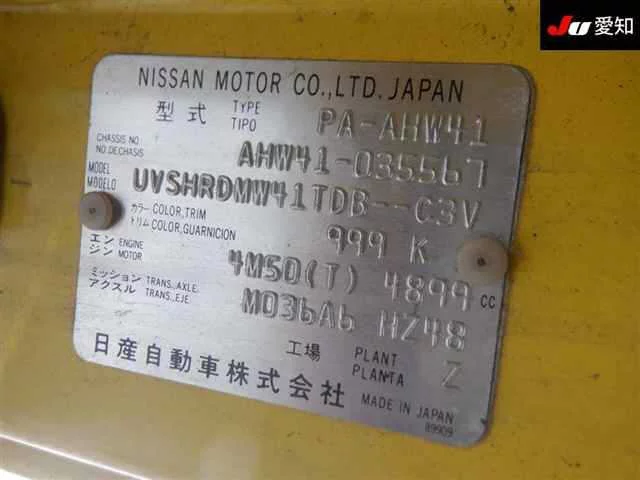 JU 愛知
NISSAN MOTOR CO., LTD. JAPAN
型式 TYPE TIPO PA-AHW41
CHASSIS NO. NO. DE CHASIS AHW41-035567
MODEL MODELO UVSHRDMW41TDB--C3V
カラー COLOR, TRIM
トリム COLOR, GUARNICION 999 K
エンジン ENGINE MOTOR 4M50(T) 4899 CC
ミッション TRANS., AXLE.
アクスル TRANS., EJE. M036A6 HZ48
工場 PLANT PLANTA Z
日産自動車株式会社
MADE IN JAPAN
89909